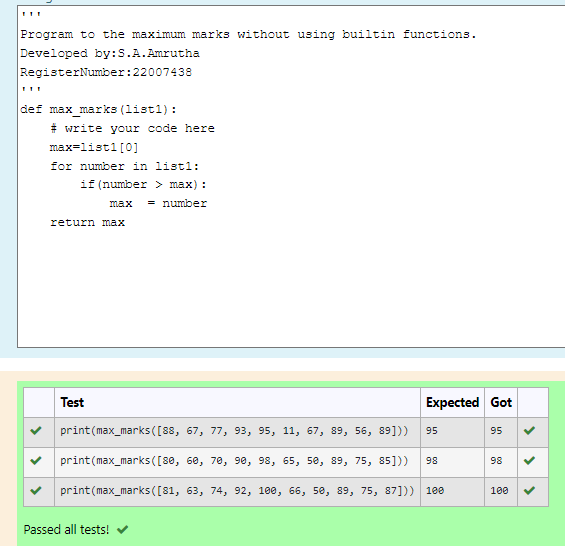 '''
Program to the maximum marks without using builtin functions.
Developed by:S.A.Amrutha
RegisterNumber:22007438
'''
def max_marks(list1):
    # write your code here
    max=list1[0]
    for number in list1:
        if(number > max):
            max  = number
    return max
Test Expected Got
print(max_marks([88, 67, 77, 93, 95, 11, 67, 89, 56, 89])) 95 95
print(max_marks([80, 60, 70, 90, 98, 65, 50, 89, 75, 85])) 98 98
print(max_marks([81, 63, 74, 92, 100, 66, 50, 89, 75, 87])) 100 100
Passed all tests!